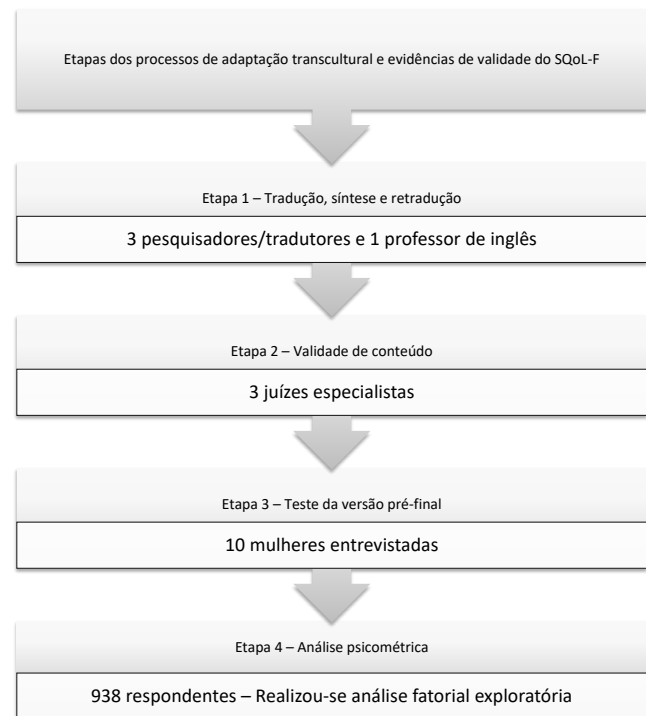 Etapas dos processos de adaptação transcultural e evidências de validade do SQoL-F
Etapa 1 – Tradução, síntese e retradução
3 pesquisadores/tradutores e 1 professor de inglês
Etapa 2 – Validade de conteúdo
3 juízes especialistas
Etapa 3 – Teste da versão pré-final
10 mulheres entrevistadas
Etapa 4 – Análise psicométrica
938 respondentes – Realizou-se análise fatorial exploratória